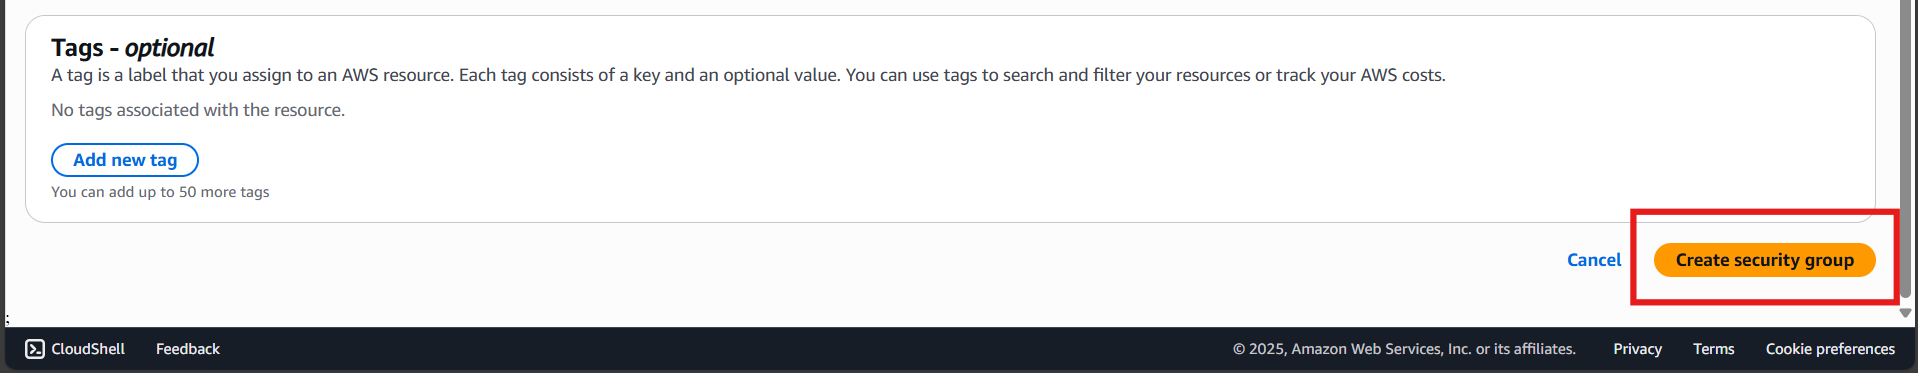 Tags - optional
A tag is a label that you assign to an AWS resource. Each tag consists of a key and an optional value. You can use tags to search and filter your resources or track your AWS costs.
No tags associated with the resource.
Add new tag
You can add up to 50 more tags
Cancel Create security group
;
CloudShell Feedback © 2025, Amazon Web Services, Inc. or its affiliates. Privacy Terms Cookie preferences